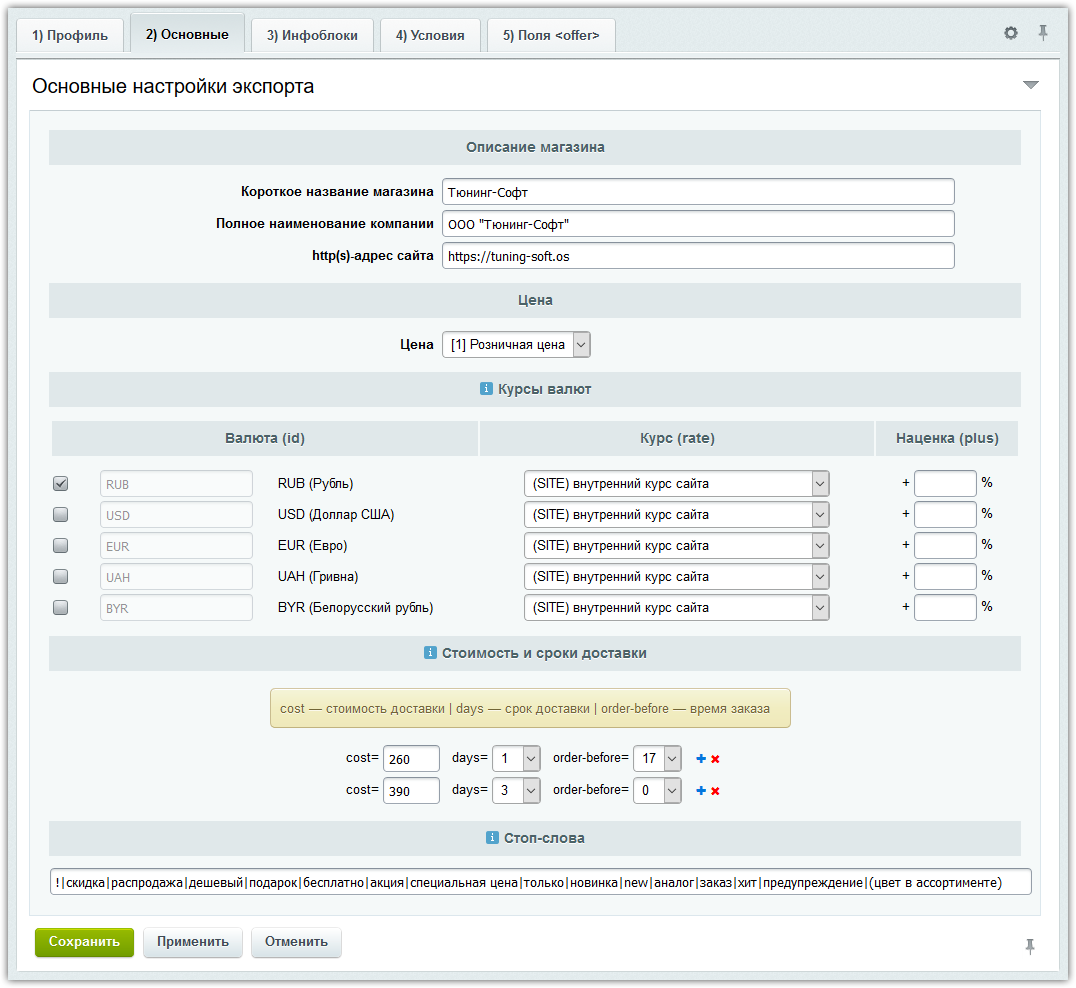 1) Профиль 2) Основные 3) Инфоблоки 4) Условия 5) Поля <offer>
Основные настройки экспорта
Описание магазина
Короткое название магазина Тюнинг-Софт
Полное наименование компании ООО "Тюнинг-Софт"
http(s)-адрес сайта https://tuning-soft.os
Цена
Цена [1] Розничная цена
Курсы валют
Валюта (id) Курс (rate) Наценка (plus)
RUB RUB (Рубль) (SITE) внутренний курс сайта + %
USD USD (Доллар США) (SITE) внутренний курс сайта + %
EUR EUR (Евро) (SITE) внутренний курс сайта + %
UAH UAH (Гривна) (SITE) внутренний курс сайта + %
BYR BYR (Белорусский рубль) (SITE) внутренний курс сайта + %
Стоимость и сроки доставки
cost — стоимость доставки | days — срок доставки | order-before — время заказа
cost= 260 days= 1 order-before= 17
cost= 390 days= 3 order-before= 0
Стоп-слова
!|скидка|распродажа|дешевый|подарок|бесплатно|акция|специальная цена|только|новинка|new|аналог|заказ|хит|предупреждение|(цвет в ассортименте)
Сохранить Применить Отменить